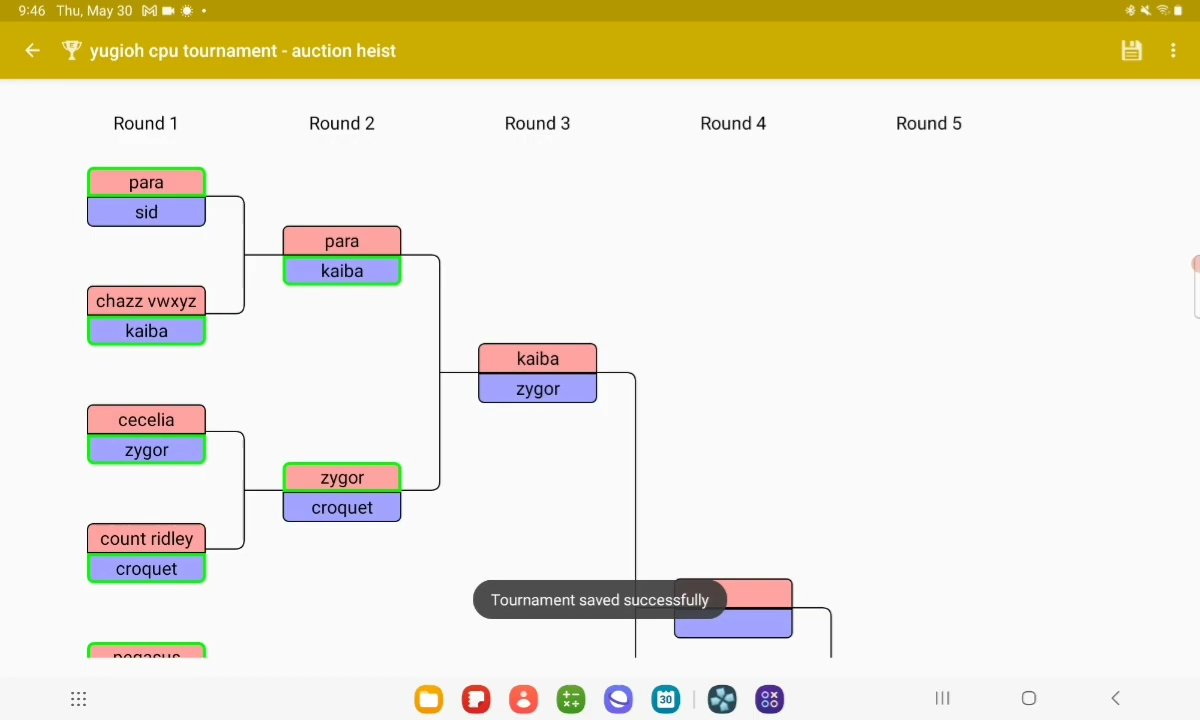 9:46 Thu, May 30
yugioh cpu tournament - auction heist
Round 1 Round 2 Round 3 Round 4 Round 5
para
sid
chazz vwxyz
kaiba
cecelia
zygor
count ridley
croquet
pegasus
para
kaiba
zygor
croquet
kaiba
zygor
Tournament saved successfully
30